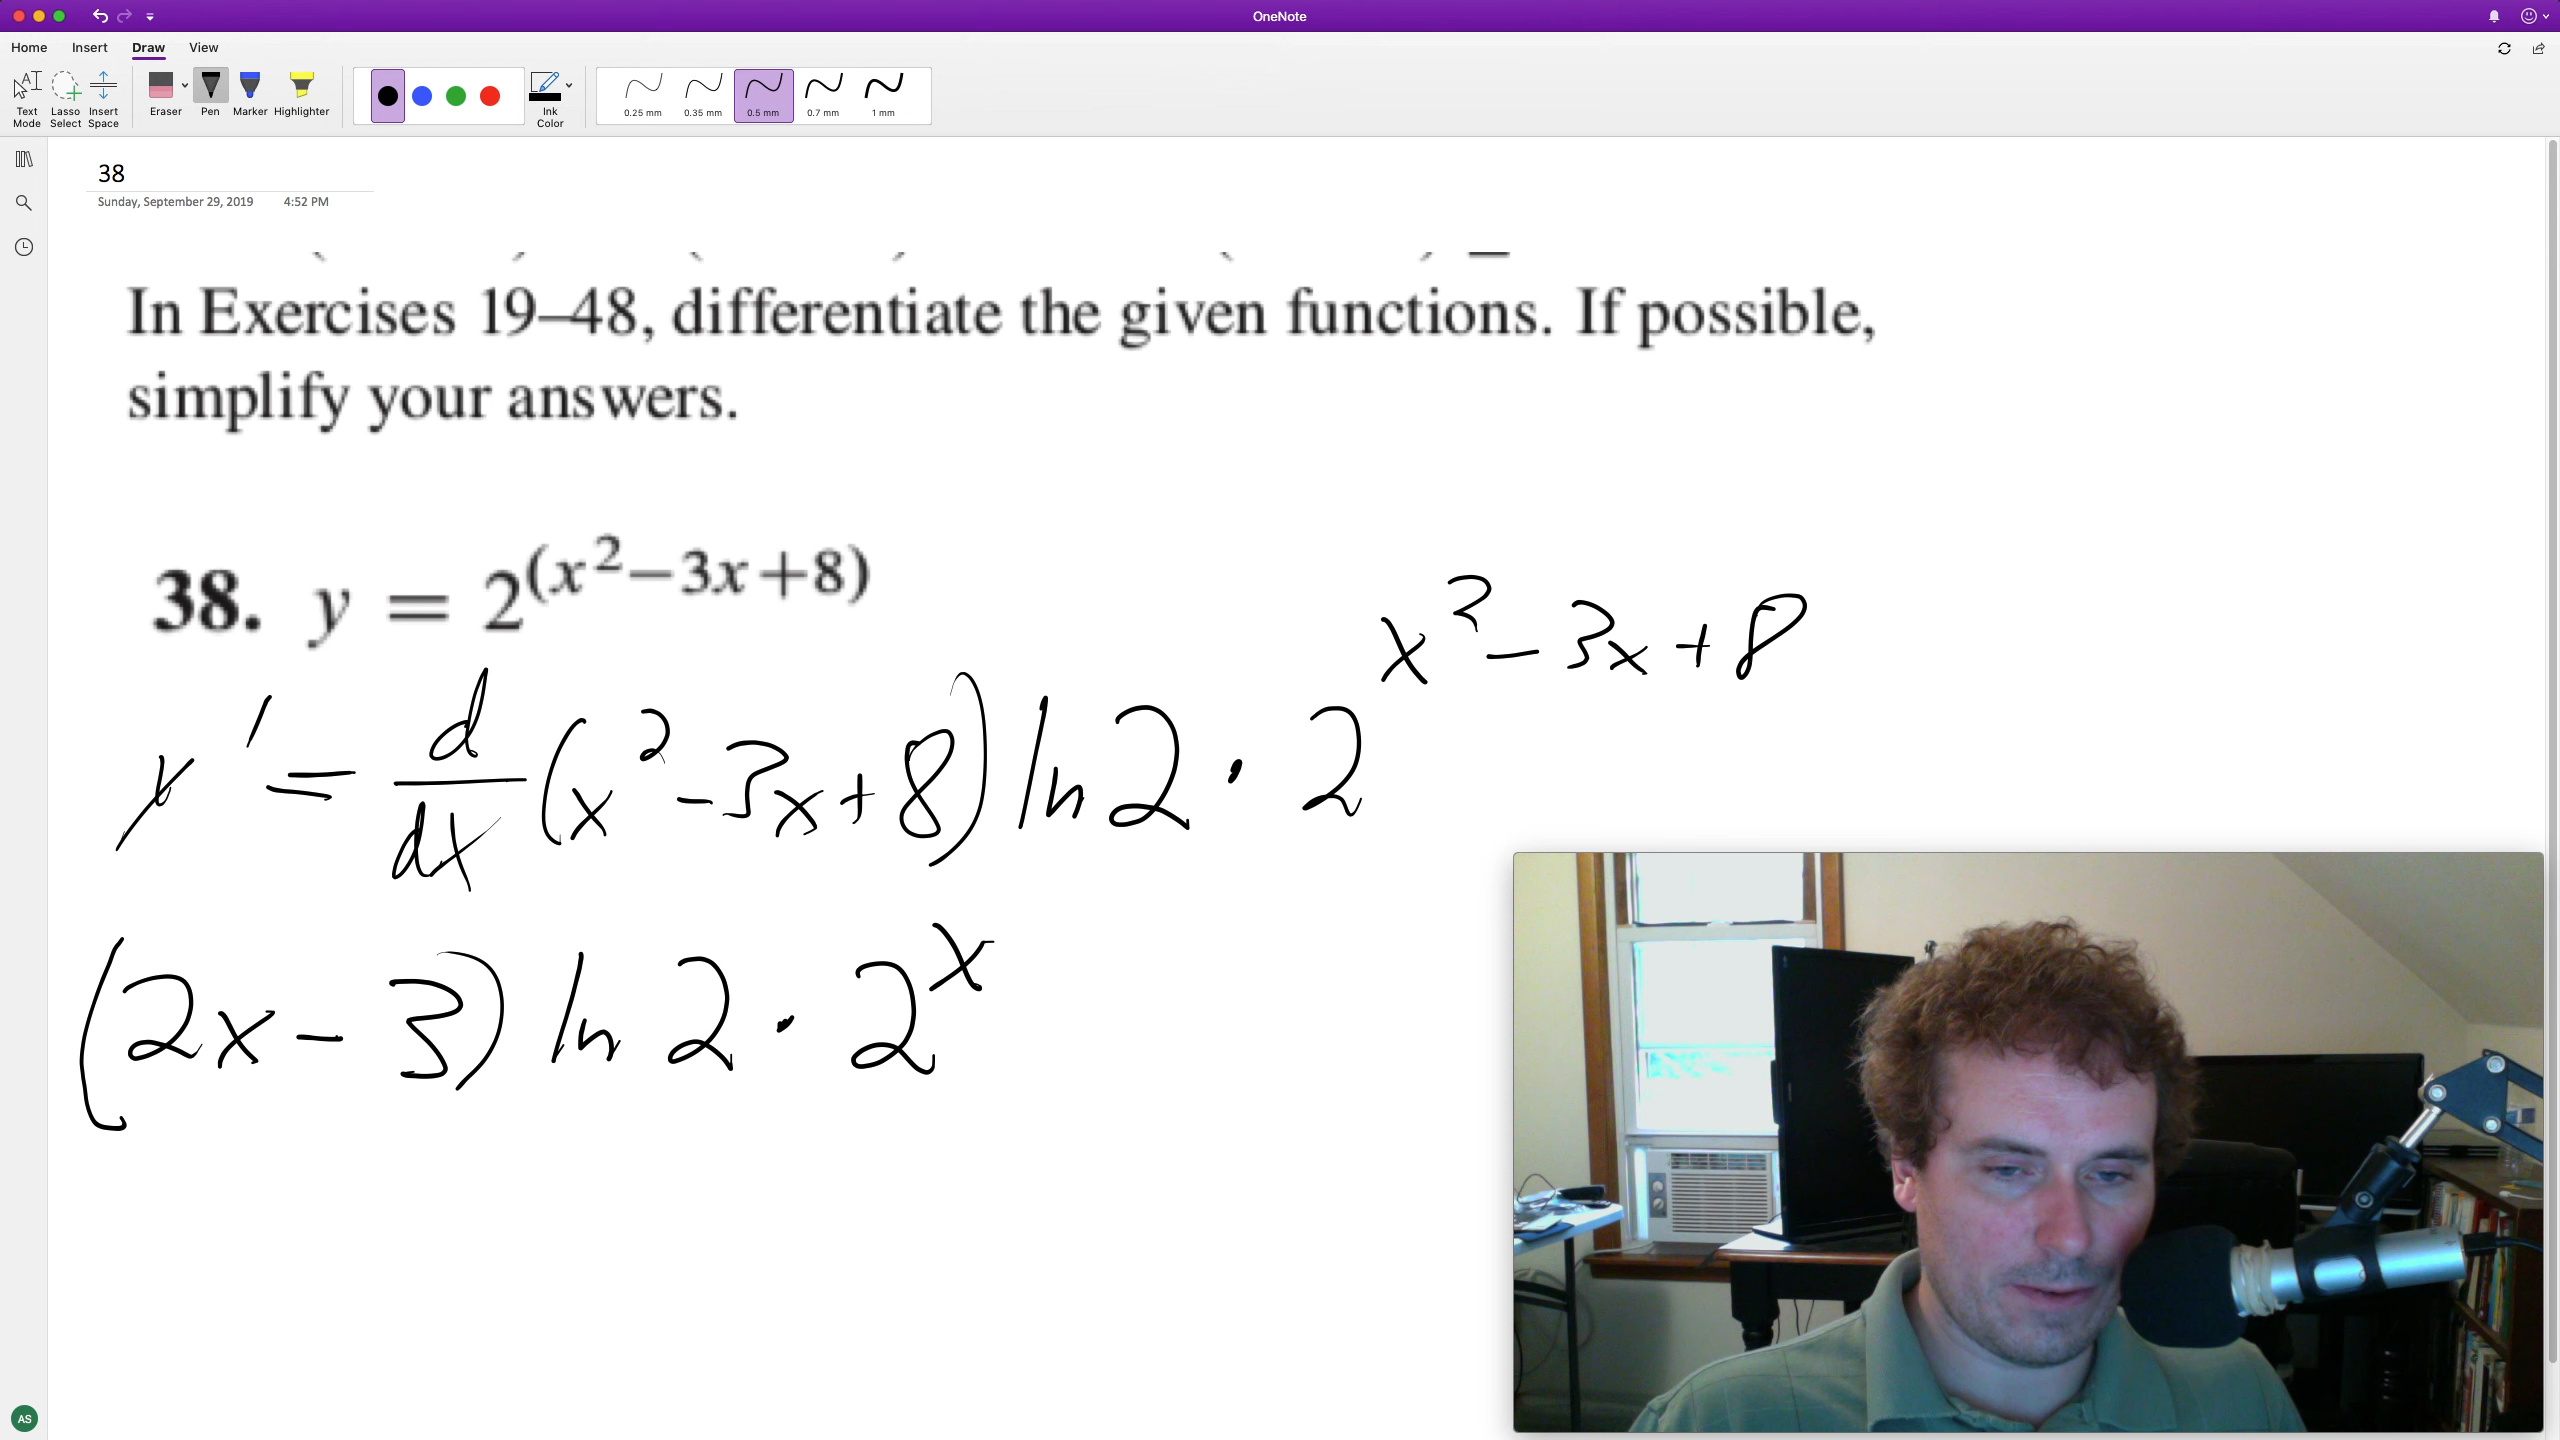 OneNote
Home Insert Draw View
Text Mode Lasso Select Insert Space Eraser Pen Marker Highlighter Ink Color 0.25 mm 0.35 mm 0.5 mm 0.7 mm 1 mm
38
Sunday, September 29, 2019 4:52 PM
In Exercises 19–48, differentiate the given functions. If possible,
simplify your answers.
38. y = 2^(x²−3x+8)
y' = d/dx (x² - 3x + 8) ln 2 · 2^x² - 3x + 8
(2x - 3) ln 2 · 2^x
AS